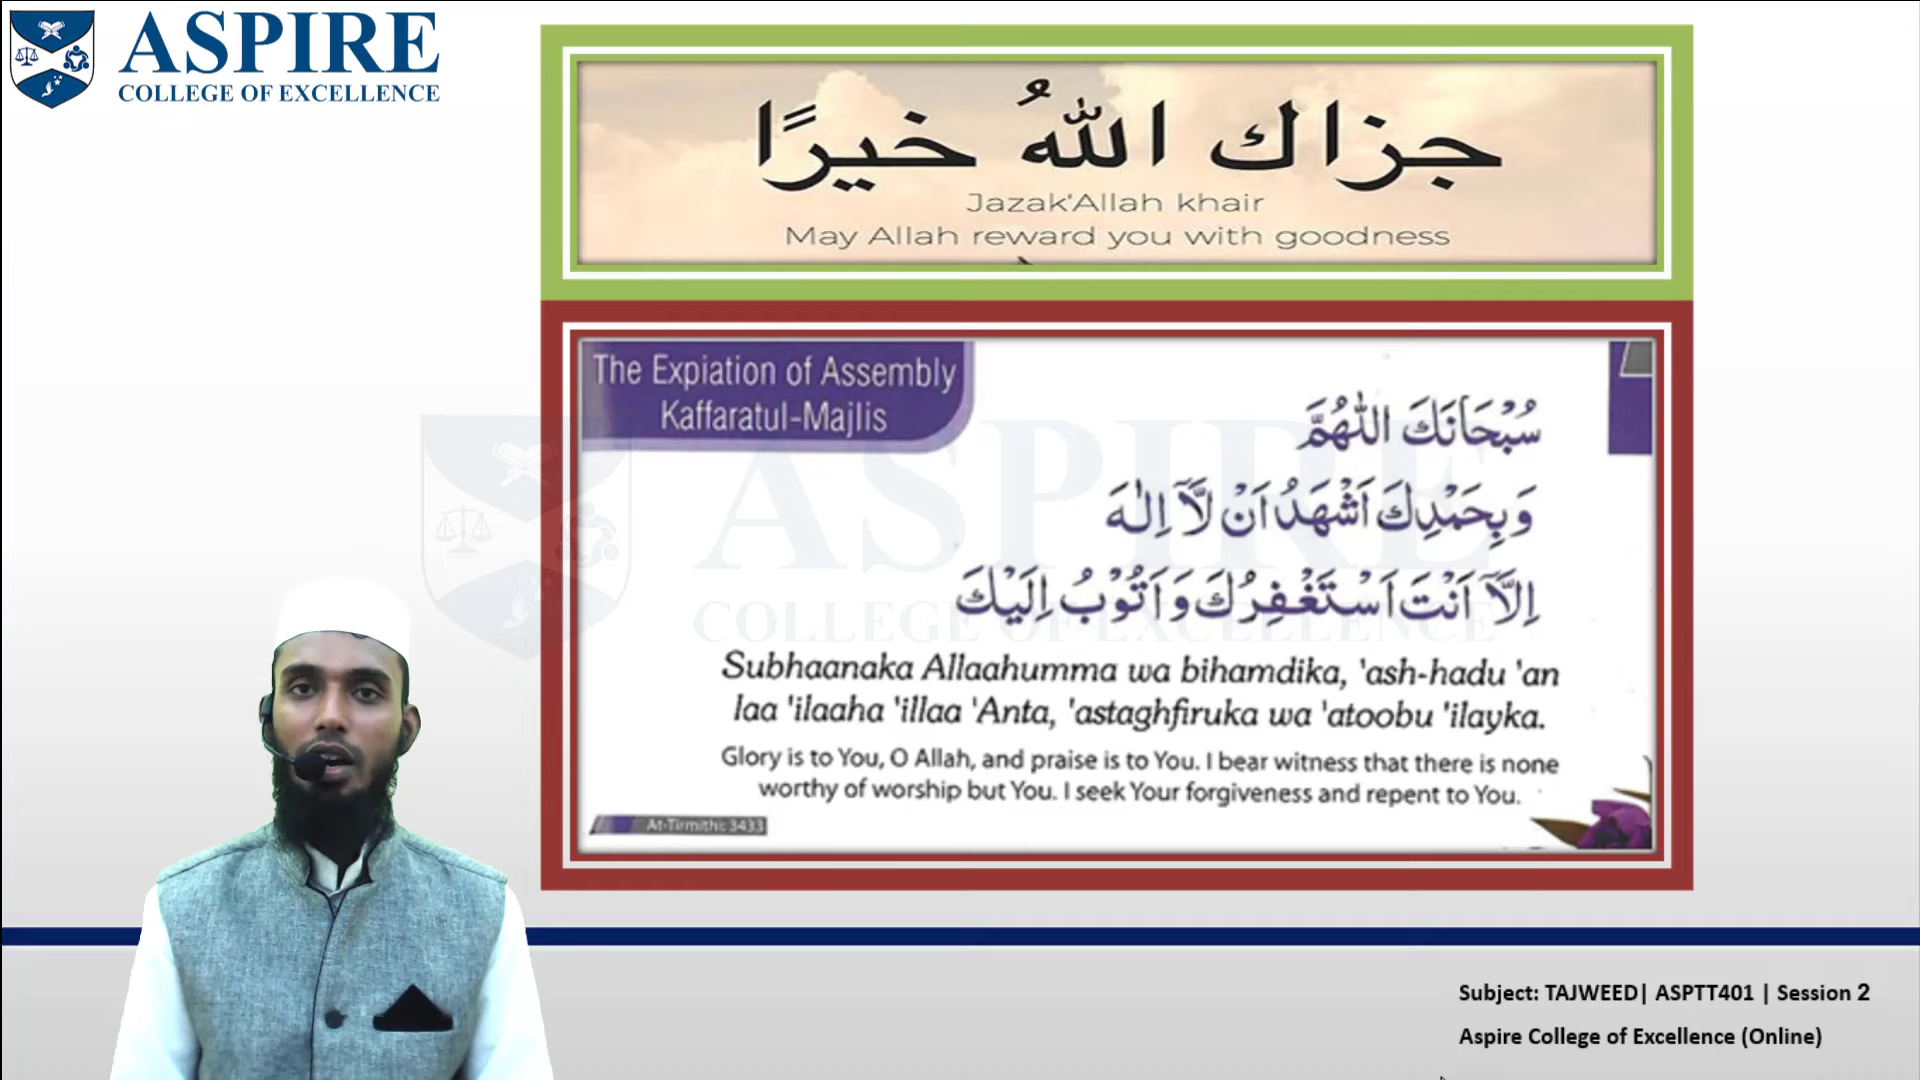 ASPIRE
COLLEGE OF EXCELLENCE
جزاك اللهُ خيرًا
Jazak'Allah khair
May Allah reward you with goodness
The Expiation of Assembly
Kaffaratul-Majlis
سُبْحَانَكَ اللّٰهُمَّ
وَبِحَمْدِكَ اَشْهَدُ اَنْ لَّآ اِلٰهَ
اِلَّآ اَنْتَ اَسْتَغْفِرُكَ وَاَتُوْبُ اِلَيْكَ
Subhaanaka Allaahumma wa bihamdika, 'ash-hadu 'an
laa 'ilaaha 'illaa 'Anta, 'astaghfiruka wa 'atoobu 'ilayka.
Glory is to You, O Allah, and praise is to You. I bear witness that there is none
worthy of worship but You. I seek Your forgiveness and repent to You.
At-Tirmithi: 3433
ASPIRE
COLLEGE OF EXCELLENCE
Subject: TAJWEED| ASPTT401 | Session 2
Aspire College of Excellence (Online)